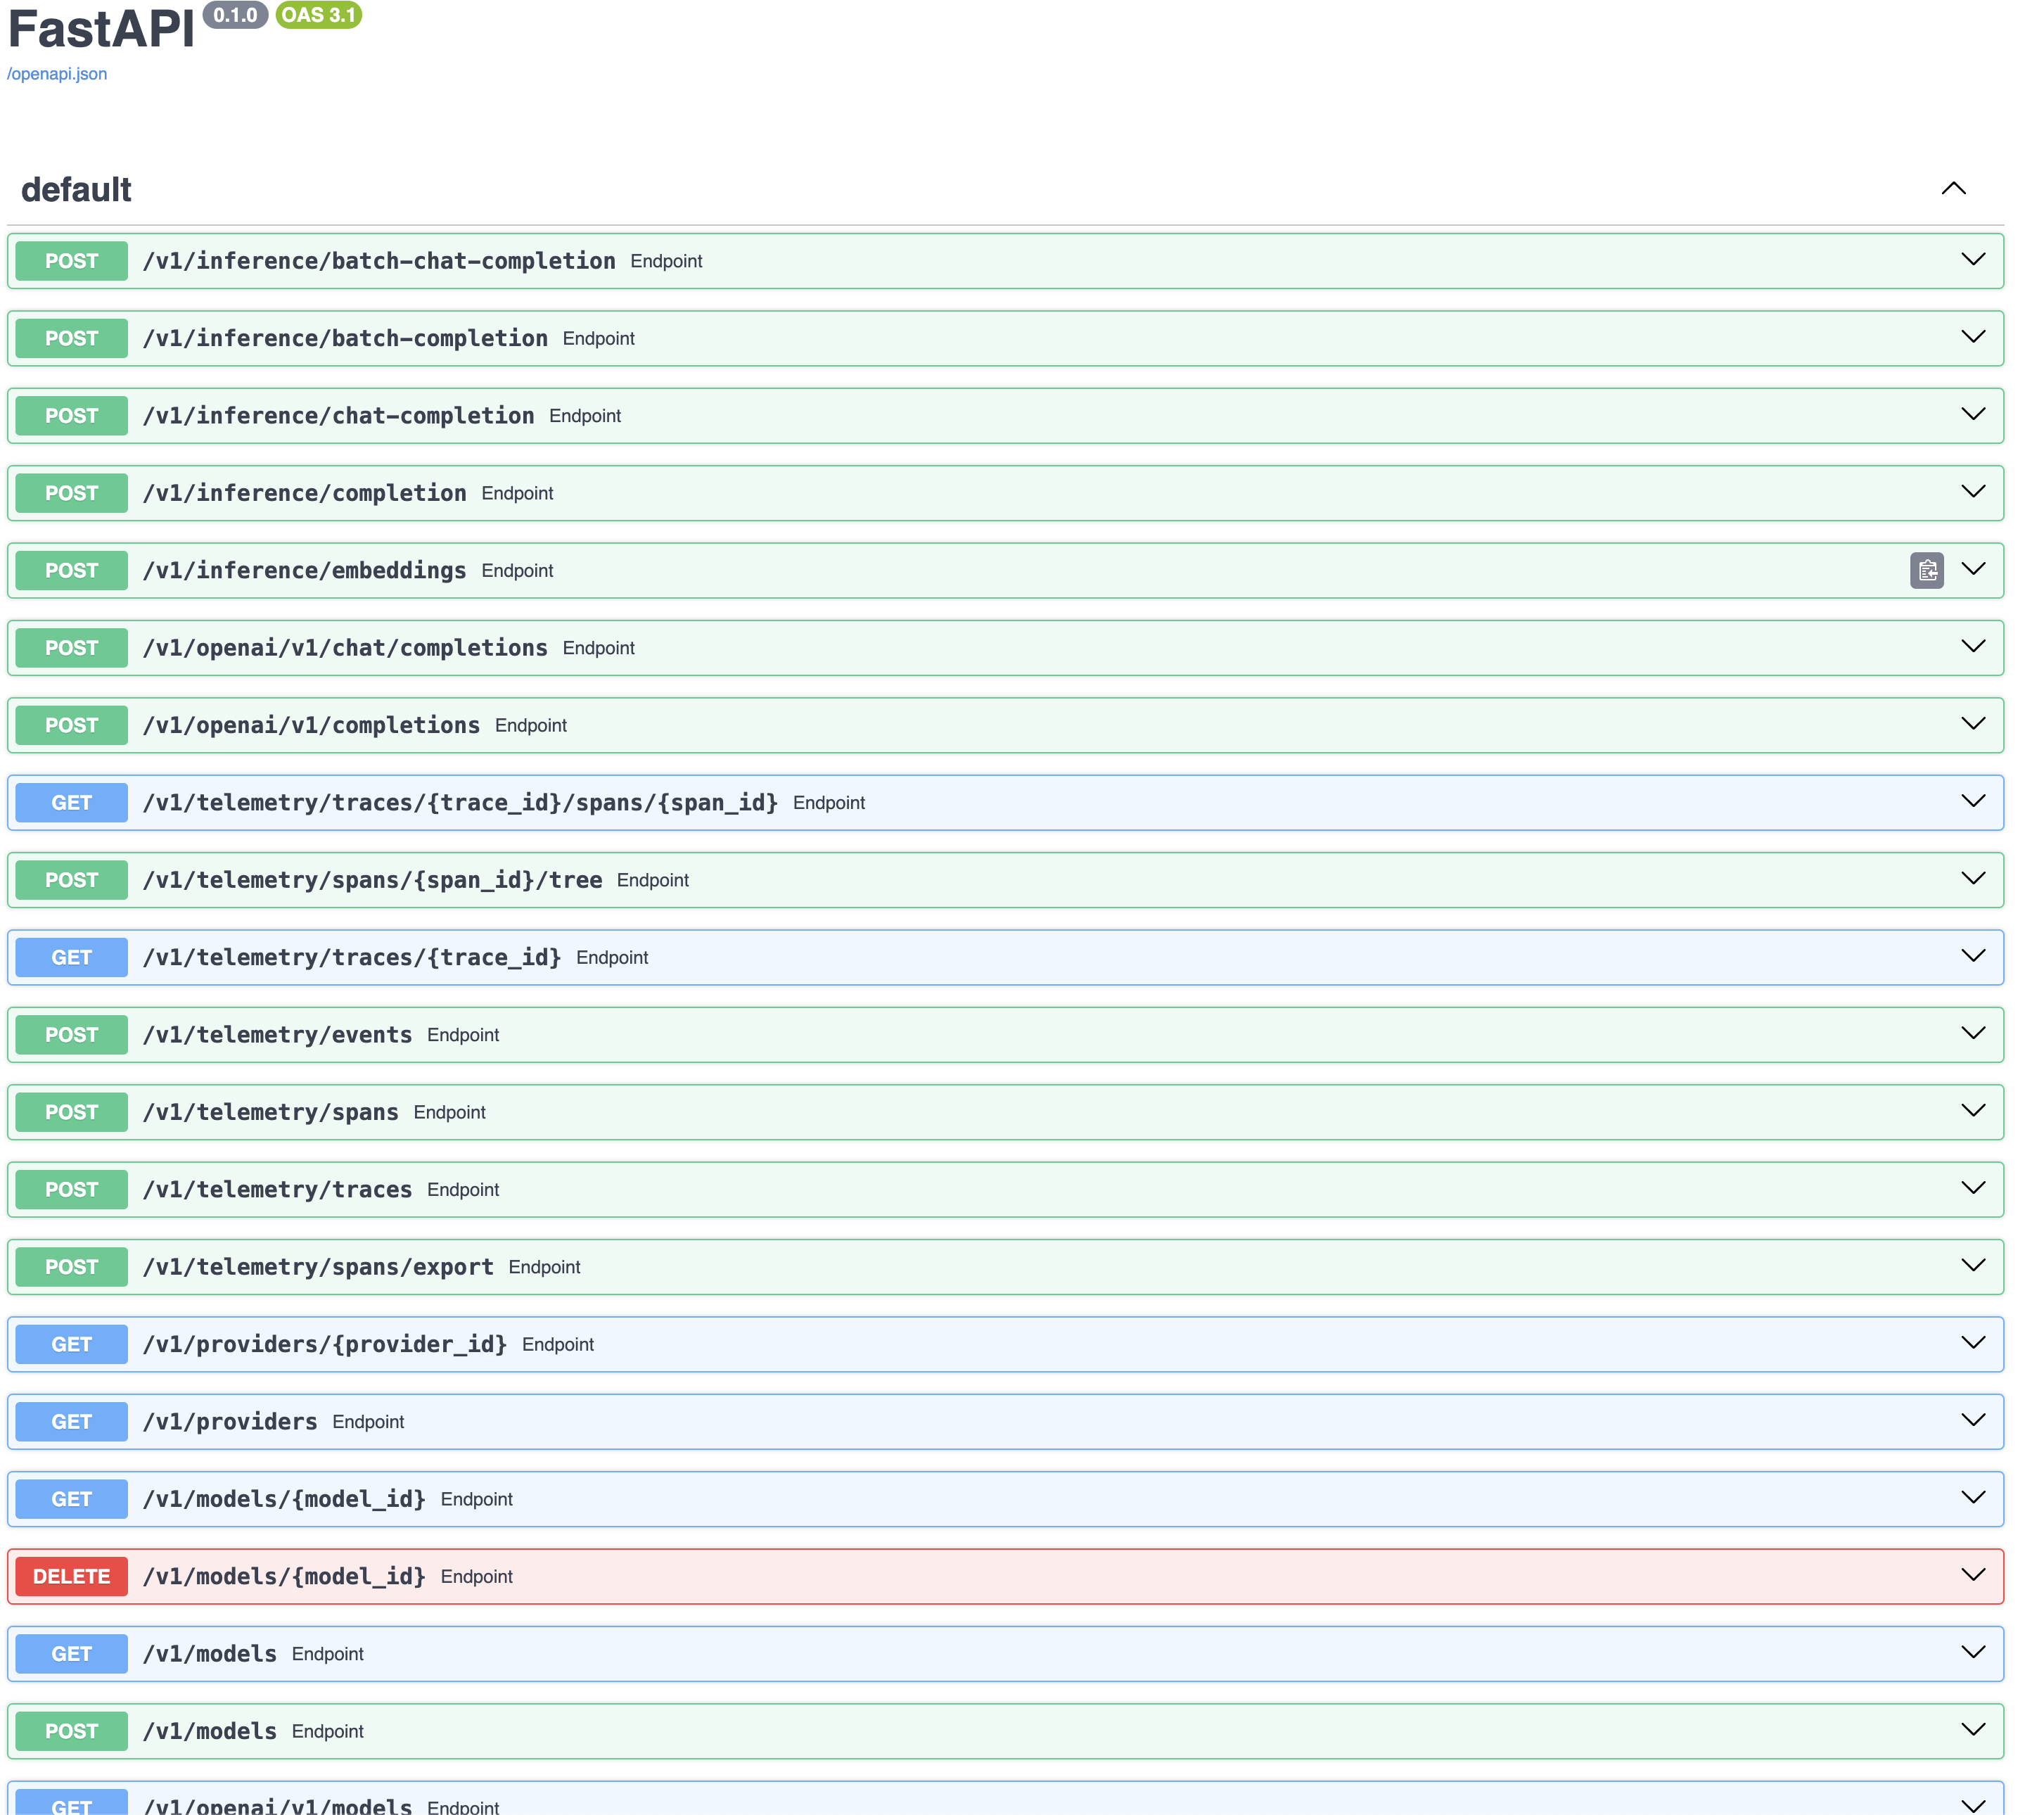 FastAPI 0.1.0 OAS 3.1
/openapi.json
default
POST /v1/inference/batch-chat-completion Endpoint
POST /v1/inference/batch-completion Endpoint
POST /v1/inference/chat-completion Endpoint
POST /v1/inference/completion Endpoint
POST /v1/inference/embeddings Endpoint
POST /v1/openai/v1/chat/completions Endpoint
POST /v1/openai/v1/completions Endpoint
GET /v1/telemetry/traces/{trace_id}/spans/{span_id} Endpoint
POST /v1/telemetry/spans/{span_id}/tree Endpoint
GET /v1/telemetry/traces/{trace_id} Endpoint
POST /v1/telemetry/events Endpoint
POST /v1/telemetry/spans Endpoint
POST /v1/telemetry/traces Endpoint
POST /v1/telemetry/spans/export Endpoint
GET /v1/providers/{provider_id} Endpoint
GET /v1/providers Endpoint
GET /v1/models/{model_id} Endpoint
DELETE /v1/models/{model_id} Endpoint
GET /v1/models Endpoint
POST /v1/models Endpoint
GET /v1/openai/v1/models Endpoint